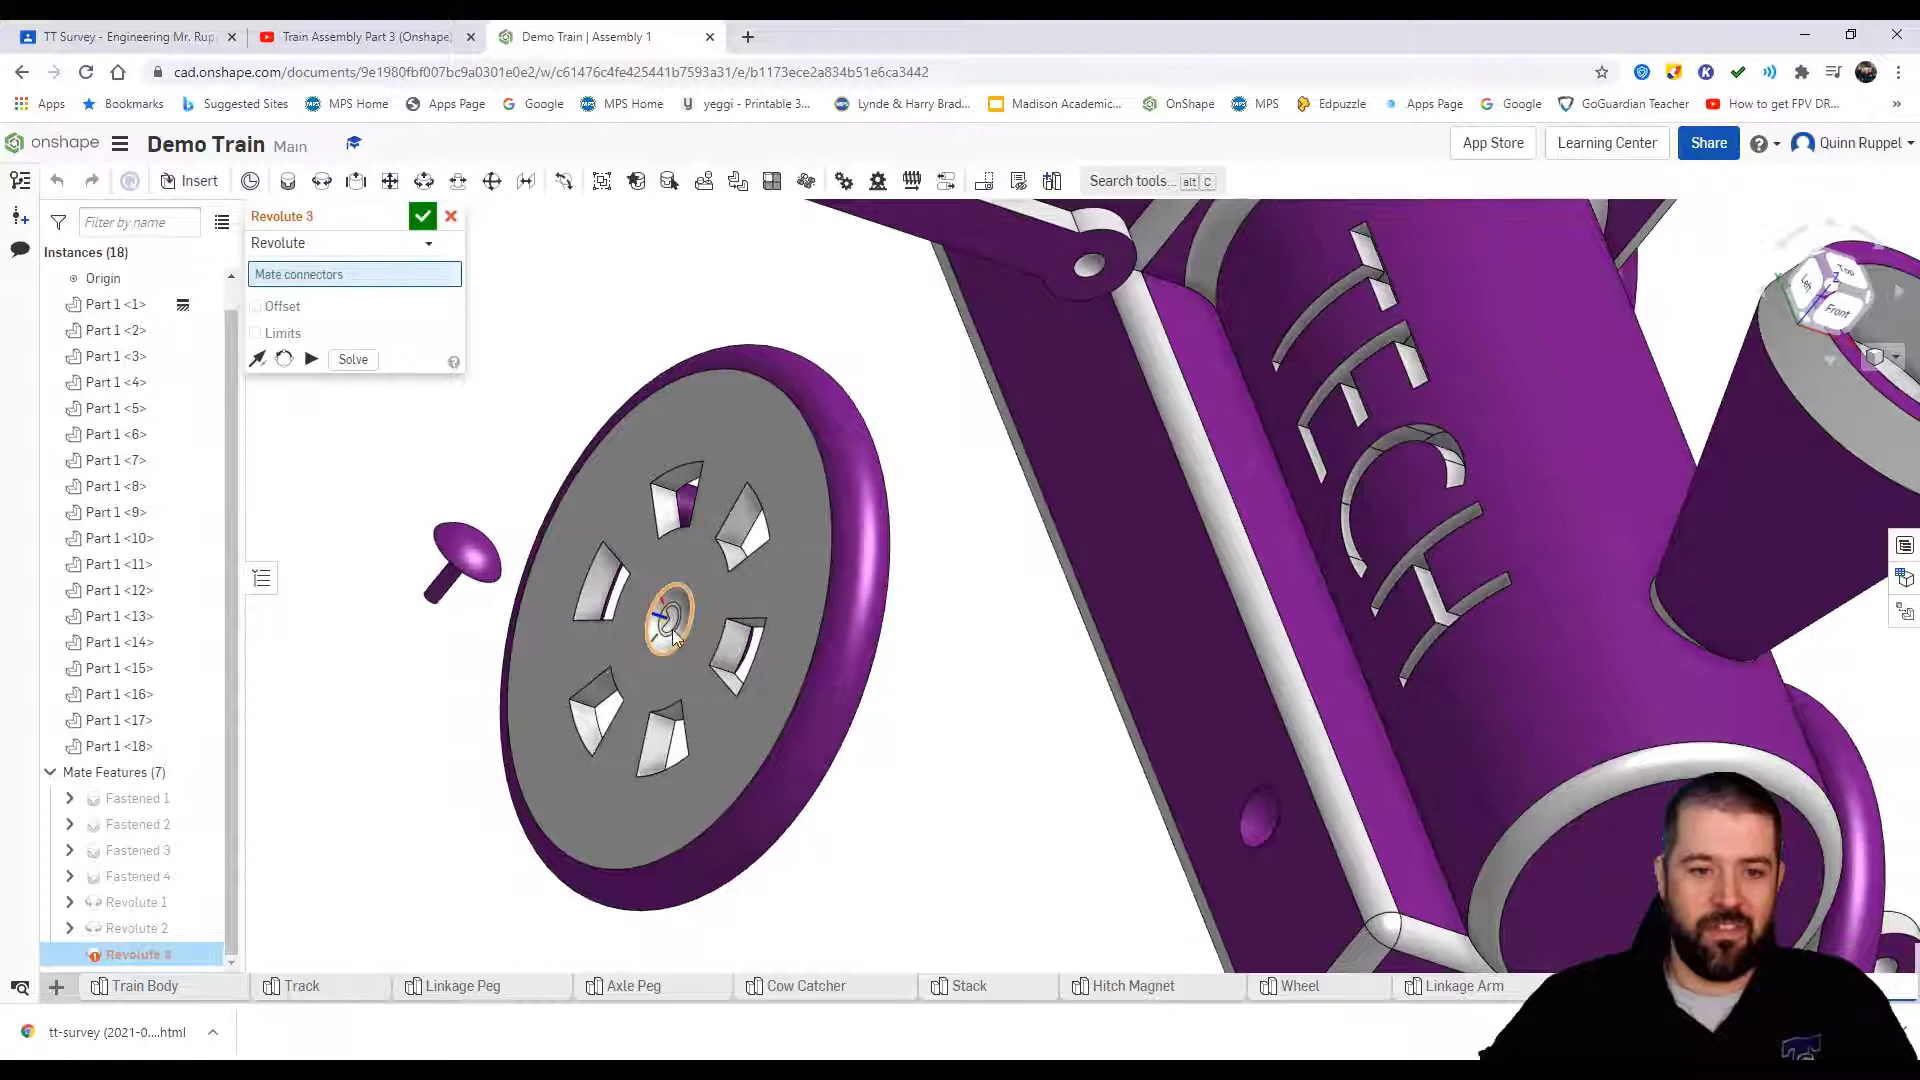 TT Survey - Engineering Mr. Rup
Train Assembly Part 3 (Onshape)
Demo Train | Assembly 1
cad.onshape.com/documents/9e1980fbf007bc9a0301e0e2/w/c61476c4fe425441b7593a31/e/b1173ece2a834b51e6ca3442
Apps
Bookmarks
Suggested Sites
MPS Home
Apps Page
Google
MPS Home
yeggi - Printable 3...
Lynde & Harry Brad...
Madison Academic...
OnShape
MPS
Edpuzzle
Apps Page
Google
GoGuardian Teacher
How to get FPV DR...
onshape
Demo Train Main
App Store
Learning Center
Share
Quinn Ruppel
Insert
Search tools... alt C
Filter by name
Instances (18)
Origin
Part 1 <1>
Part 1 <2>
Part 1 <3>
Part 1 <4>
Part 1 <5>
Part 1 <6>
Part 1 <7>
Part 1 <8>
Part 1 <9>
Part 1 <10>
Part 1 <11>
Part 1 <12>
Part 1 <13>
Part 1 <14>
Part 1 <15>
Part 1 <16>
Part 1 <17>
Part 1 <18>
Mate Features (7)
Fastened 1
Fastened 2
Fastened 3
Fastened 4
Revolute 1
Revolute 2
Revolute 3
Revolute 3
Revolute
Mate connectors
Offset
Limits
Solve
TECH
Top
Left
Front
Z
Train Body
Track
Linkage Peg
Axle Peg
Cow Catcher
Stack
Hitch Magnet
Wheel
Linkage Arm
tt-survey (2021-0....html